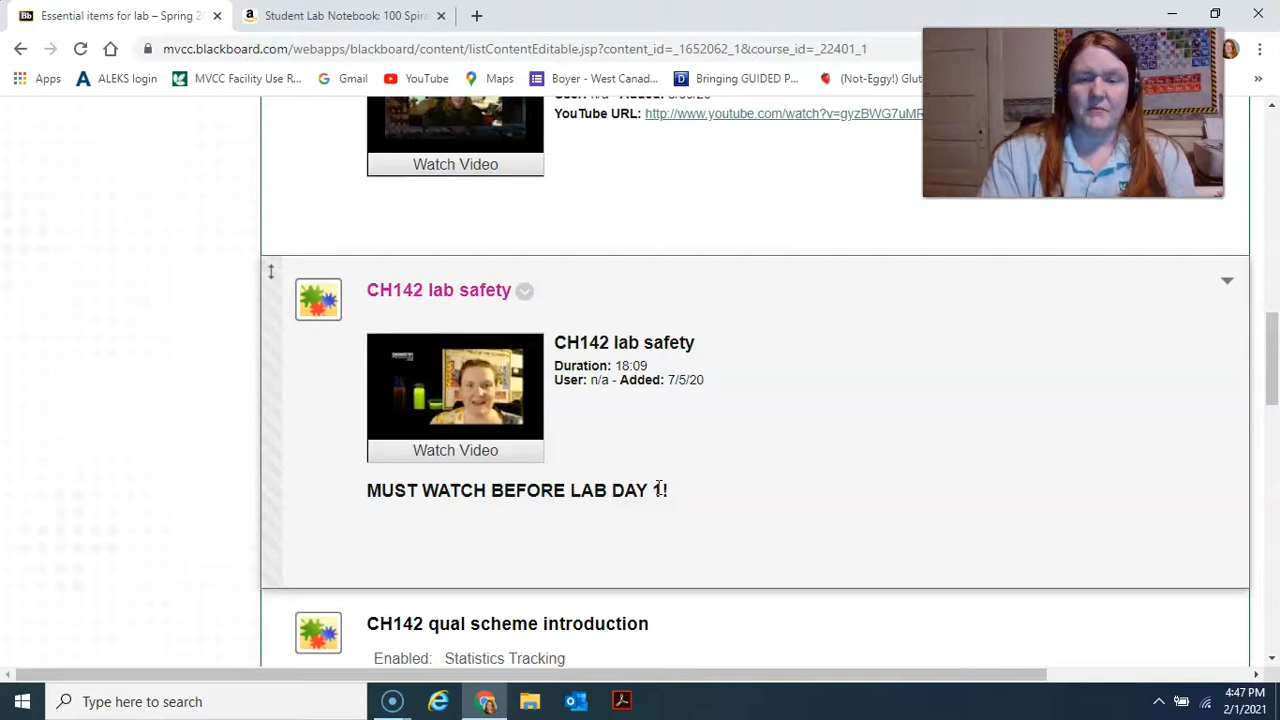 Essential items for lab – Spring 2
Student Lab Notebook: 100 Spira
mvcc.blackboard.com/webapps/blackboard/content/listContentEditable.jsp?content_id=_1652062_1&course_id=_22401_1
Apps ALEKS login MVCC Facility Use R... Gmail YouTube Maps Boyer - West Canad... Bringing GUIDED P... (Not-Eggy!) Glut
YouTube URL: http://www.youtube.com/watch?v=gyzBWG7uMR
Watch Video
CH142 lab safety
CH142 lab safety
Duration: 18:09
User: n/a - Added: 7/5/20
Watch Video
MUST WATCH BEFORE LAB DAY 1!
CH142 qual scheme introduction
Enabled: Statistics Tracking
Type here to search
4:47 PM
2/1/2021